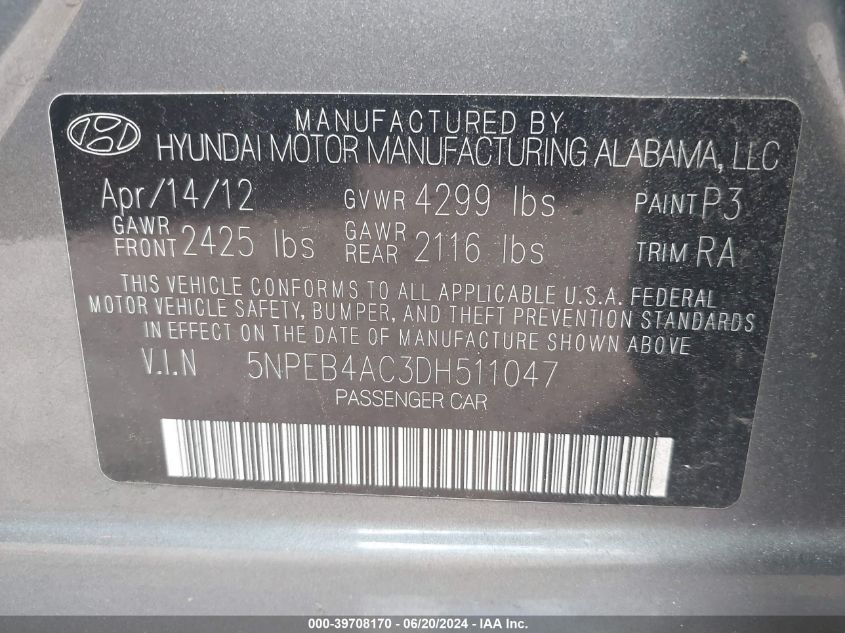 MANUFACTURED BY
HYUNDAI MOTOR MANUFACTURING ALABAMA, LLC
Apr/14/12 GVWR 4299 lbs PAINT P3
GAWR FRONT 2425 lbs GAWR REAR 2116 lbs TRIM RA
THIS VEHICLE CONFORMS TO ALL APPLICABLE U.S.A. FEDERAL
MOTOR VEHICLE SAFETY, BUMPER, AND THEFT PREVENTION STANDARDS
IN EFFECT ON THE DATE OF MANUFACTURE SHOWN ABOVE
V.I.N 5NPEB4AC3DH511047
PASSENGER CAR
000-39708170 - 06/20/2024 - IAA, Inc.